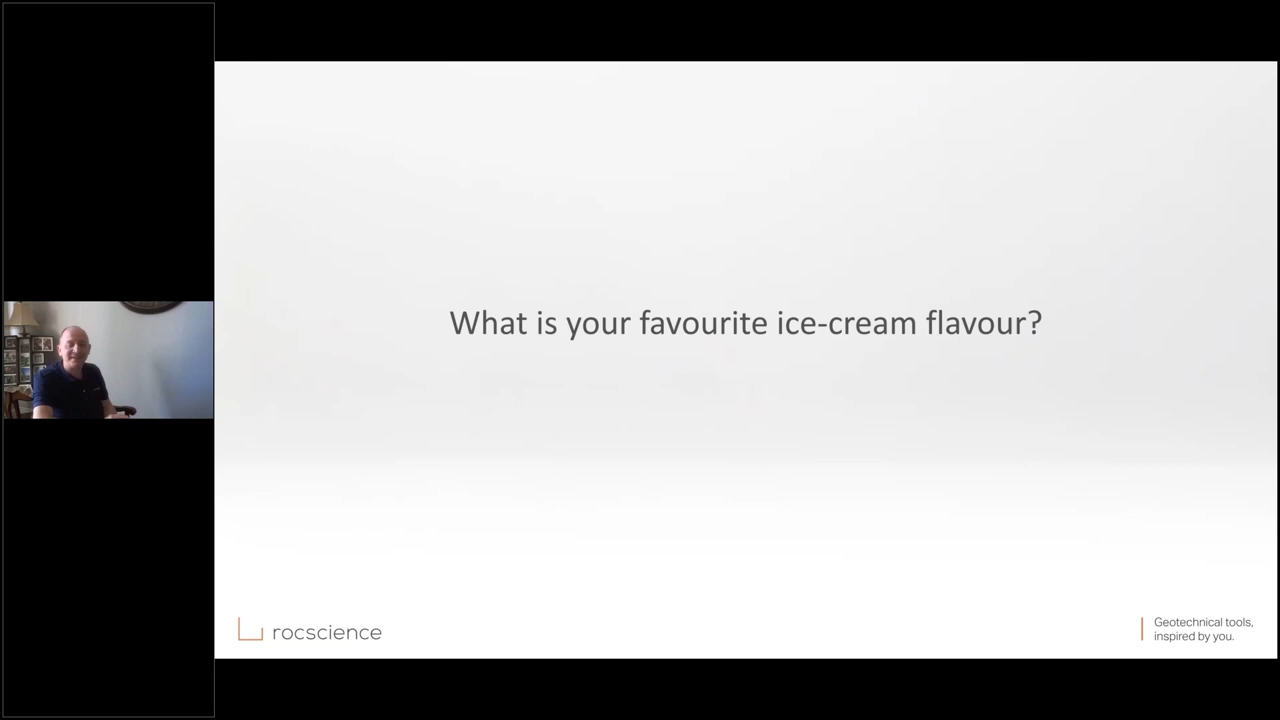 What is your favourite ice-cream flavour?
rocscience
Geotechnical tools,
inspired by you.